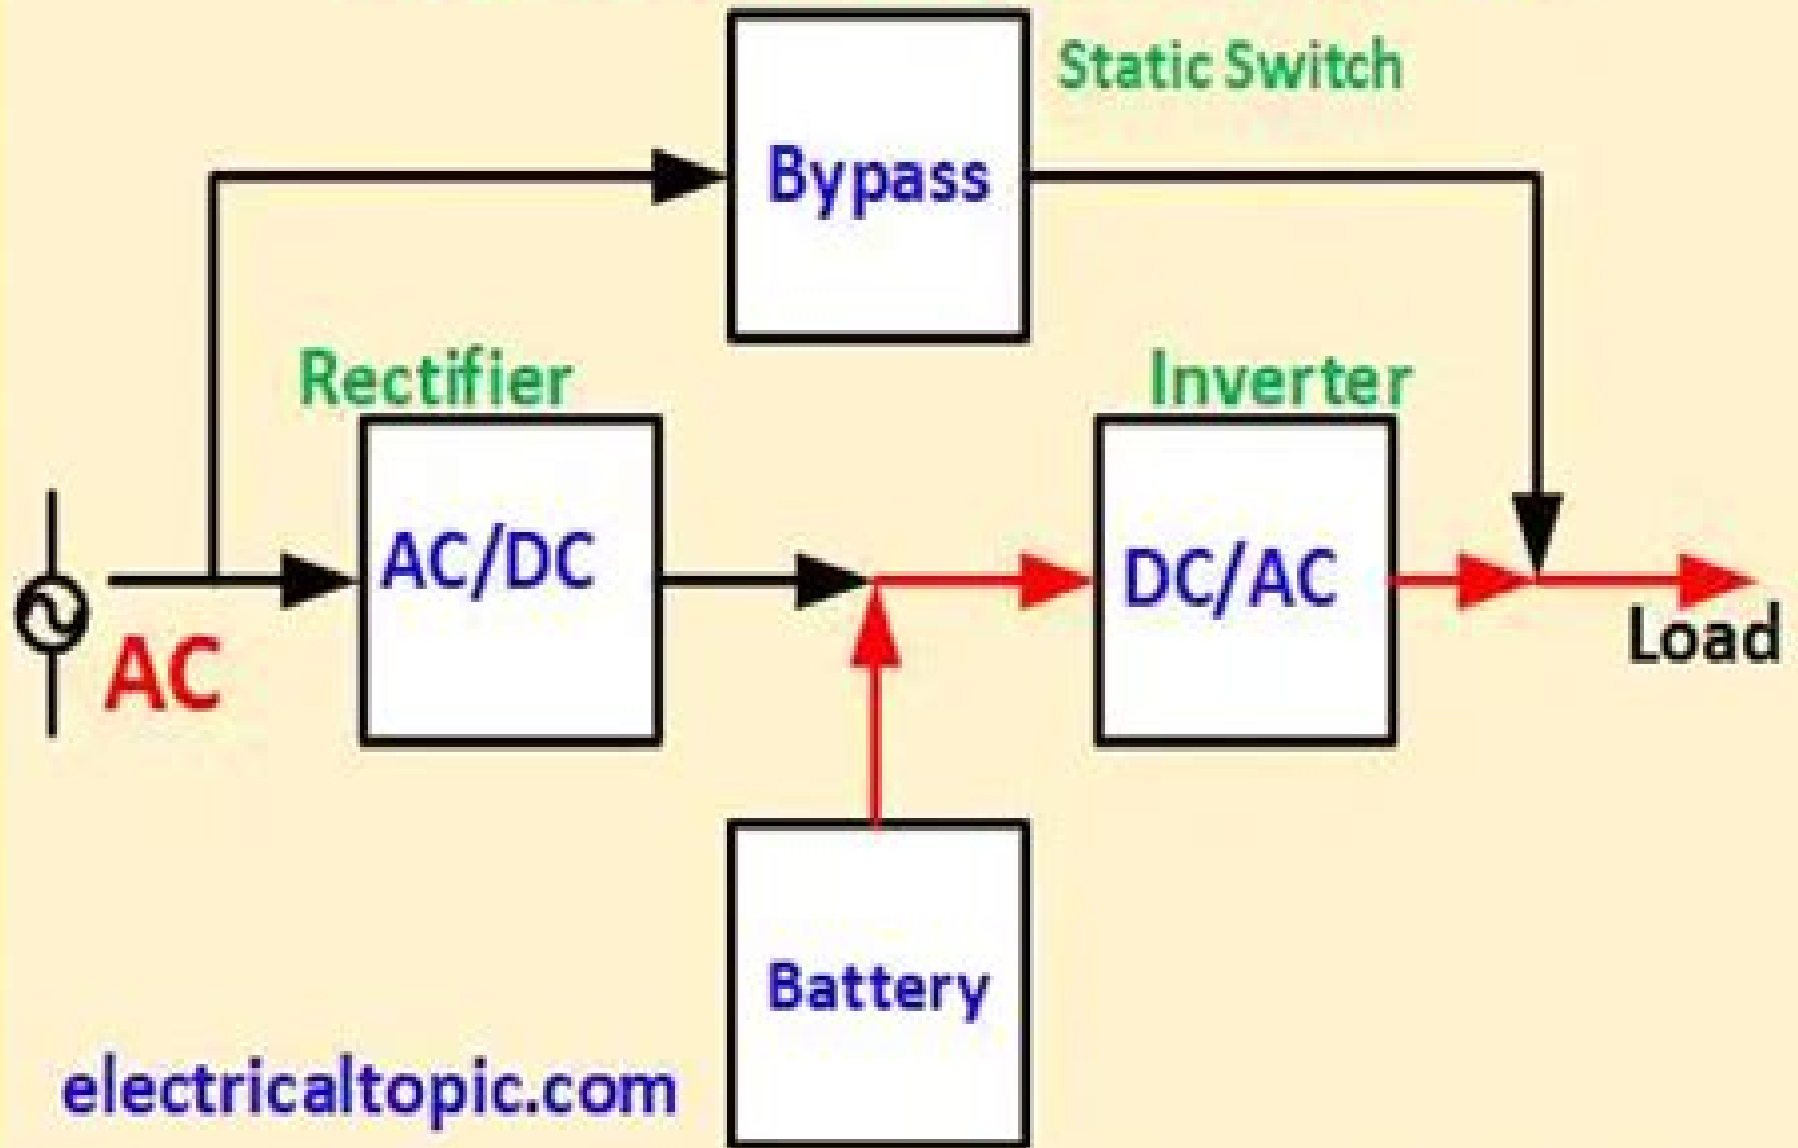 Static Switch
Bypass
Rectifier
Inverter
AC/DC
DC/AC
AC
Load
Battery
electricaltopic.com